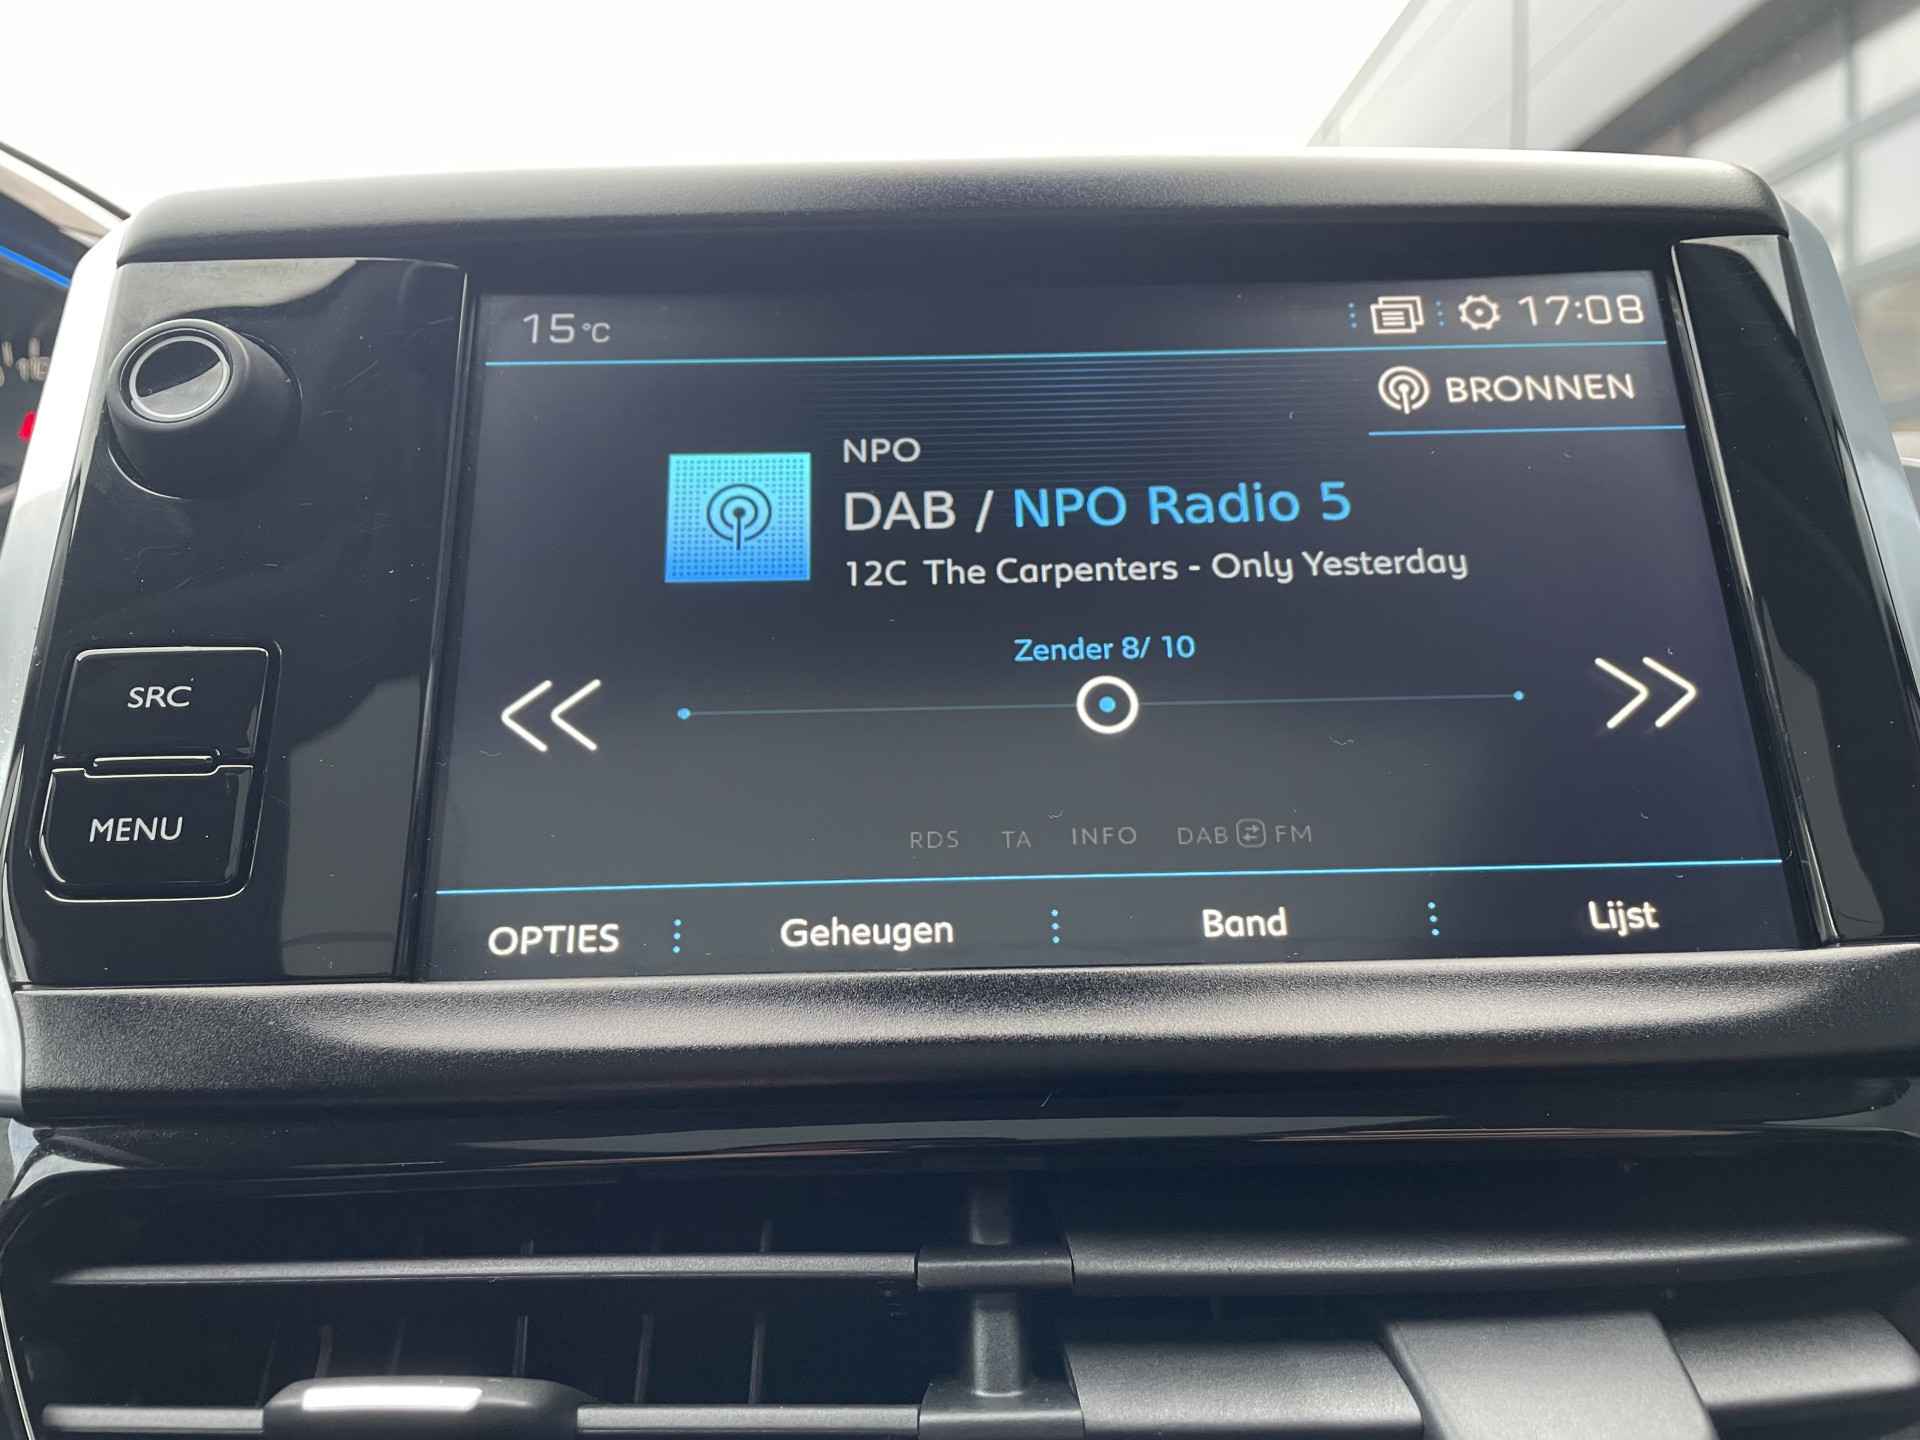 15°C
17:08
BRONNEN
NPO
DAB / NPO Radio 5
12C The Carpenters - Only Yesterday
Zender 8/ 10
SRC
MENU
RDS TA INFO DAB FM
OPTIES Geheugen Band Lijst